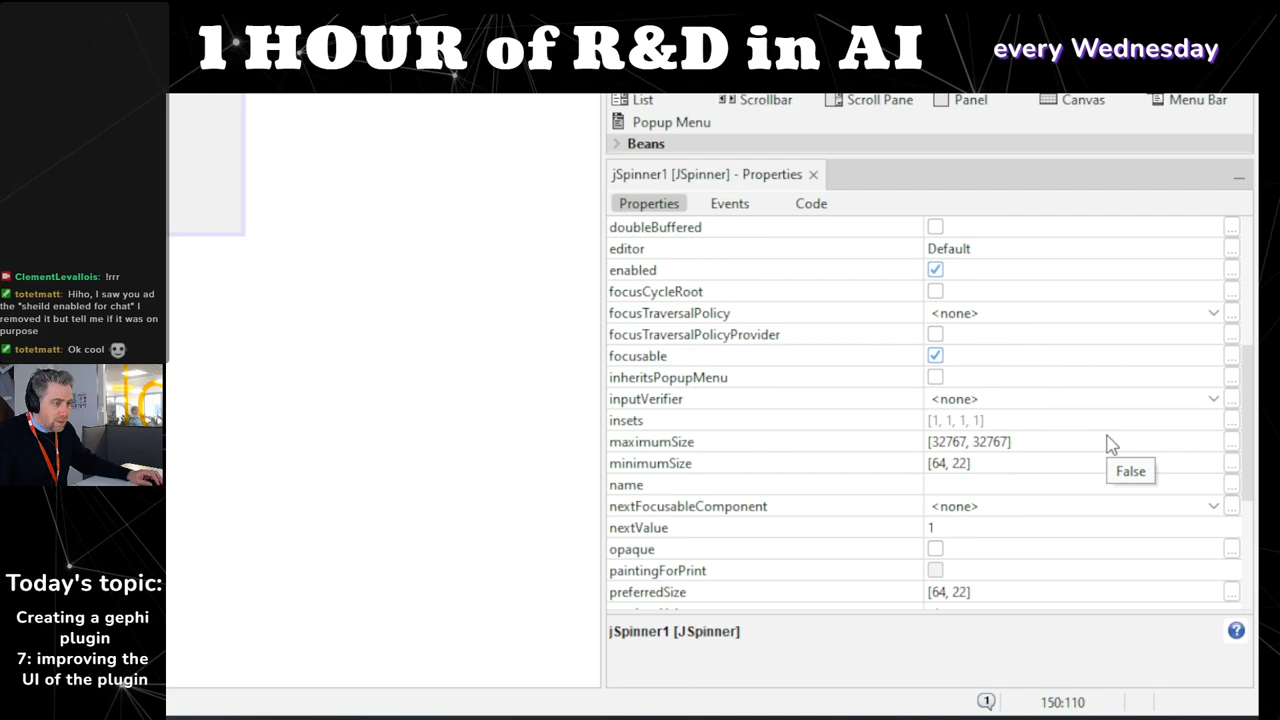 1 HOUR of R&D in AI
every Wednesday
List
Scrollbar
Scroll Pane
Panel
Canvas
Menu Bar
Popup Menu
Beans
jSpinner1 [JSpinner] - Properties
Properties
Events
Code
doubleBuffered
editor Default
enabled
focusCycleRoot
focusTraversalPolicy <none>
focusTraversalPolicyProvider
focusable
inheritsPopupMenu
inputVerifier <none>
insets [1, 1, 1, 1]
maximumSize [32767, 32767]
minimumSize [64, 22]
False
name
nextFocusableComponent <none>
nextValue 1
opaque
paintingForPrint
preferredSize [64, 22]
jSpinner1 [JSpinner]
1
150:110
ClementLevallois: !rrr
totetmatt: Hiho, I saw you ad
the "sheild enabled for chat" I
removed it but tell me if it was on
purpose
totetmatt: Ok cool
Today's topic:
Creating a gephi
plugin
7: improving the
UI of the plugin